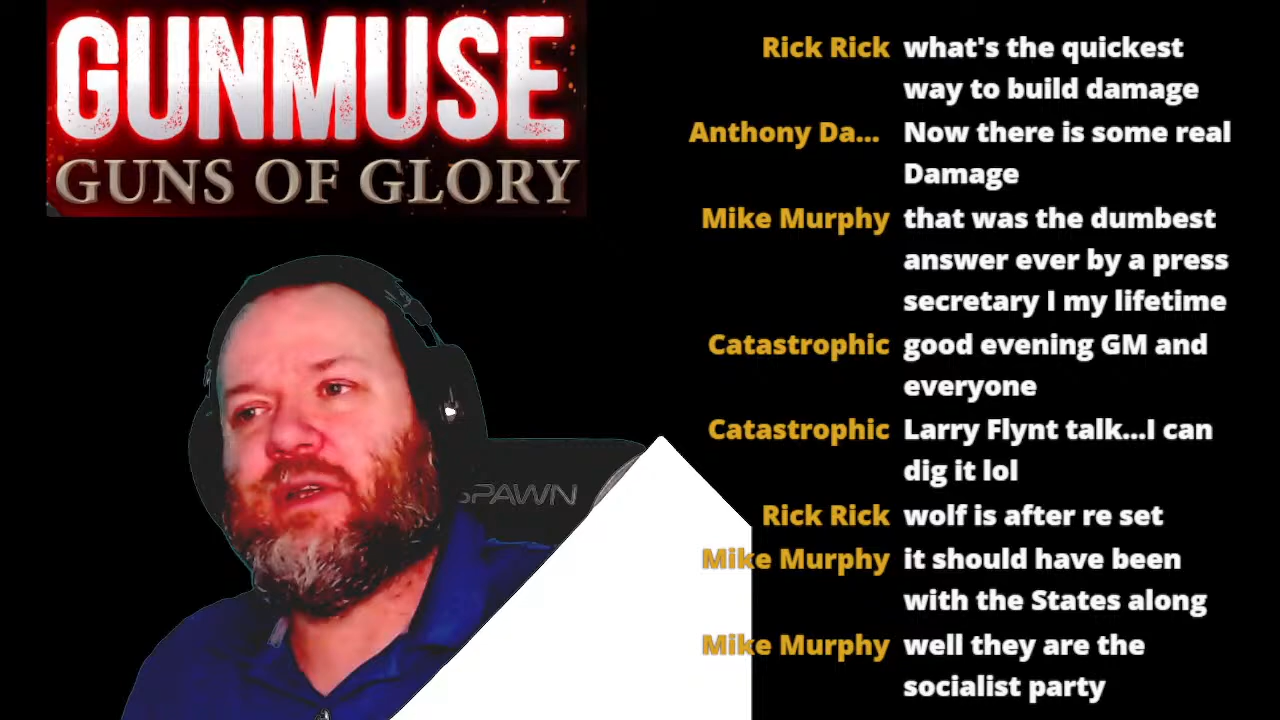 GUNMUSE
GUNS OF GLORY
SPAWN
Rick Rick what's the quickest
way to build damage
Anthony Da... Now there is some real
Damage
Mike Murphy that was the dumbest
answer ever by a press
secretary I my lifetime
Catastrophic good evening GM and
everyone
Catastrophic Larry Flynt talk...I can
dig it lol
Rick Rick wolf is after re set
Mike Murphy it should have been
with the States along
Mike Murphy well they are the
socialist party